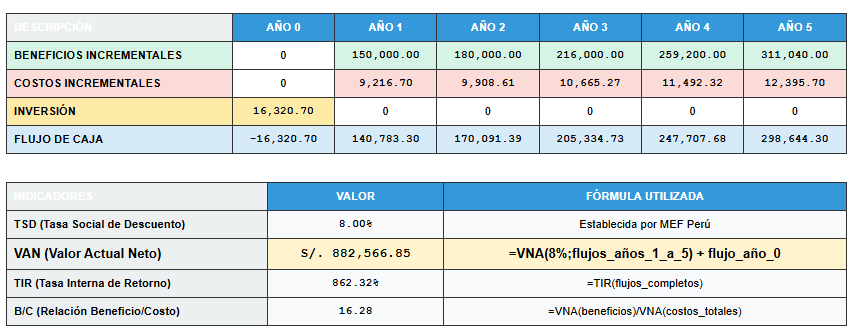 DESCRIPCIÓN AÑO 0 AÑO 1 AÑO 2 AÑO 3 AÑO 4 AÑO 5
BENEFICIOS INCREMENTALES 0 150,000.00 180,000.00 216,000.00 259,200.00 311,040.00
COSTOS INCREMENTALES 0 9,216.70 9,908.61 10,665.27 11,492.32 12,395.70
INVERSIÓN 16,320.70 0 0 0 0 0
FLUJO DE CAJA -16,320.70 140,783.30 170,091.39 205,334.73 247,707.68 298,644.30
INDICADORES VALOR FÓRMULA UTILIZADA
TSD (Tasa Social de Descuento) 8.00% Establecida por MEF Perú
VAN (Valor Actual Neto) S/. 882,566.85 =VNA(8%;flujos_años_1_a_5) + flujo_año_0
TIR (Tasa Interna de Retorno) 862.32% =TIR(flujos_completos)
B/C (Relación Beneficio/Costo) 16.28 =VNA(beneficios)/VNA(costos_totales)